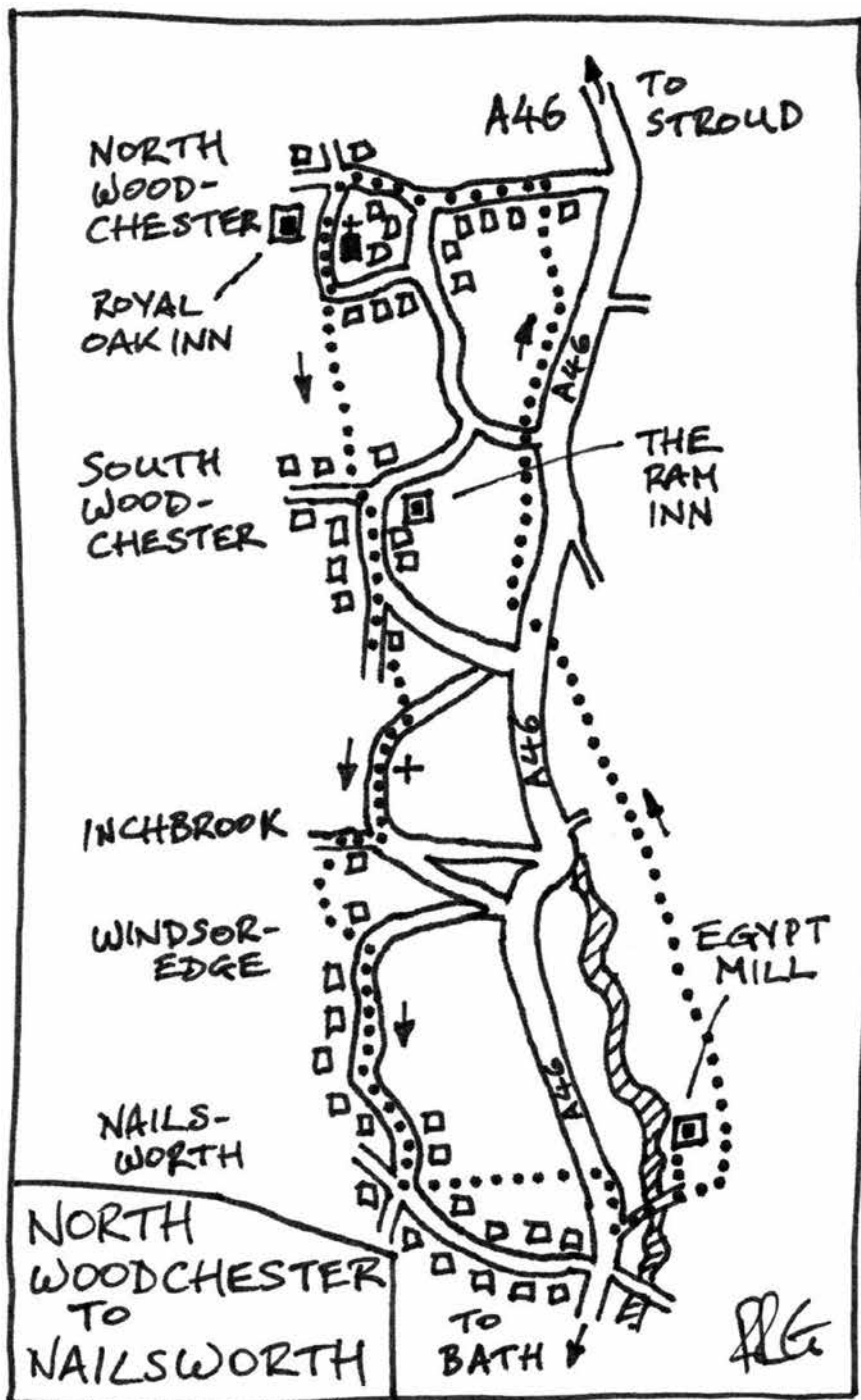 A46
TO
STROUD
NORTH
WOOD-
CHESTER
ROYAL
OAK INN
A46
THE
RAM
INN
SOUTH
WOOD-
CHESTER
A46
INCHBROOK
WINDSOR-
EDGE
EGYPT
MILL
A46
NAILS-
WORTH
NORTH
WOODCHESTER
TO
NAILSWORTH
TO
BATH